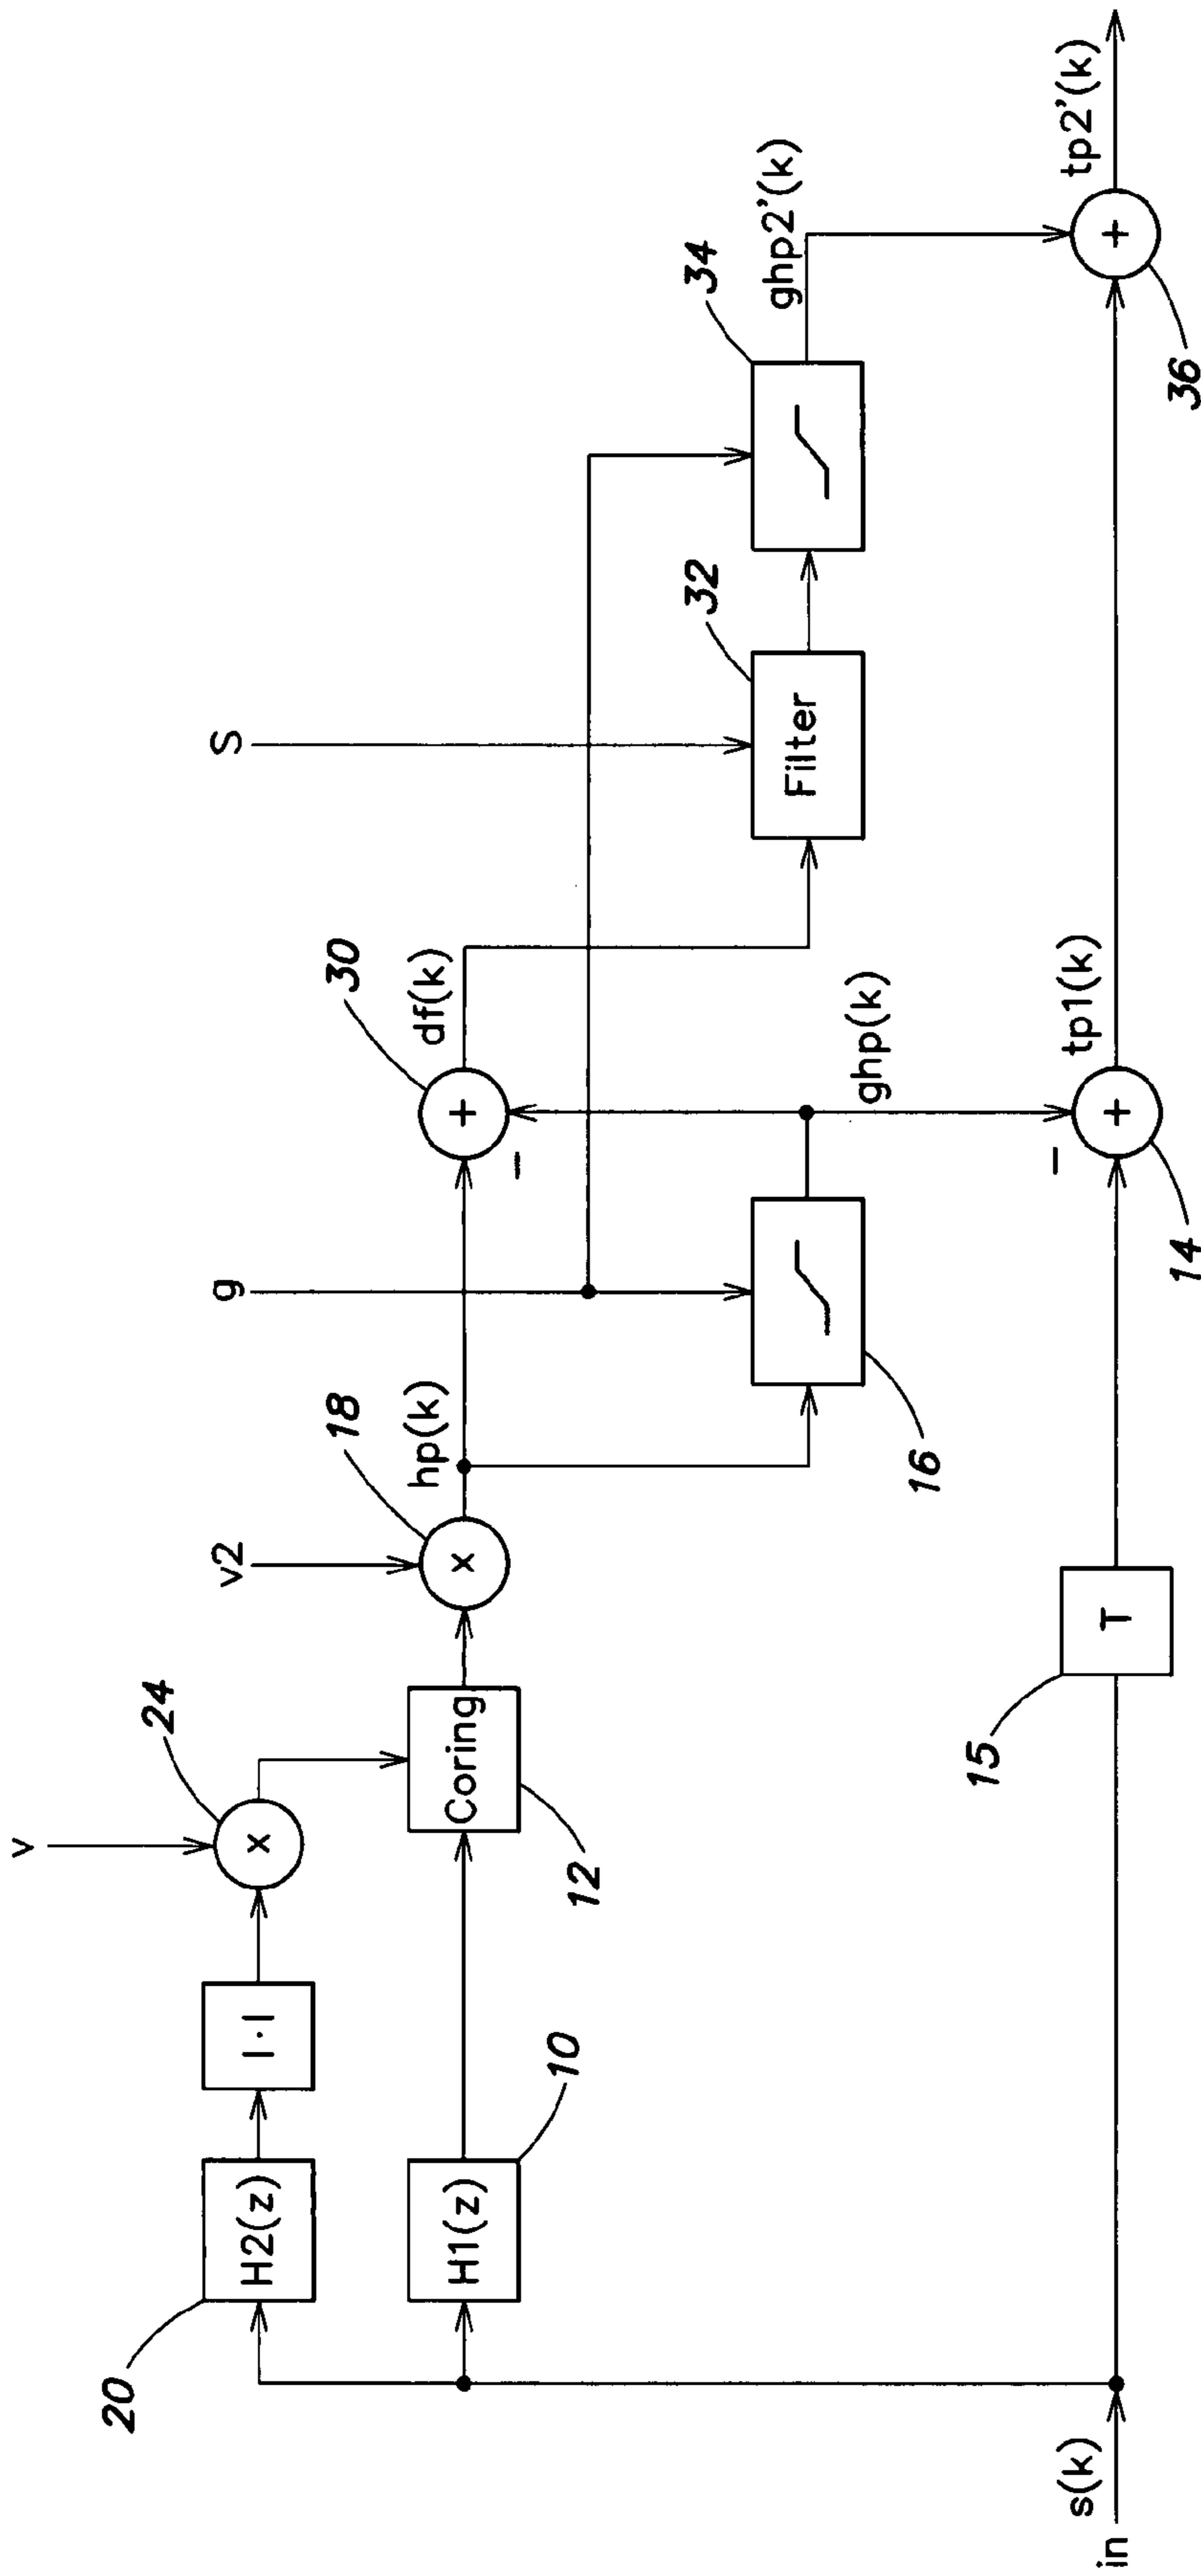 v
24
20
H2(z)
|·|
x
v2
g
S
18
30
H1(z)
10
Coring
12
x
hp(k)
+
df(k)
-
16
ghp(k)
32
Filter
34
ghp2'(k)
in
s(k)
15
T
-
+
14
tp1(k)
+
36
tp2'(k)